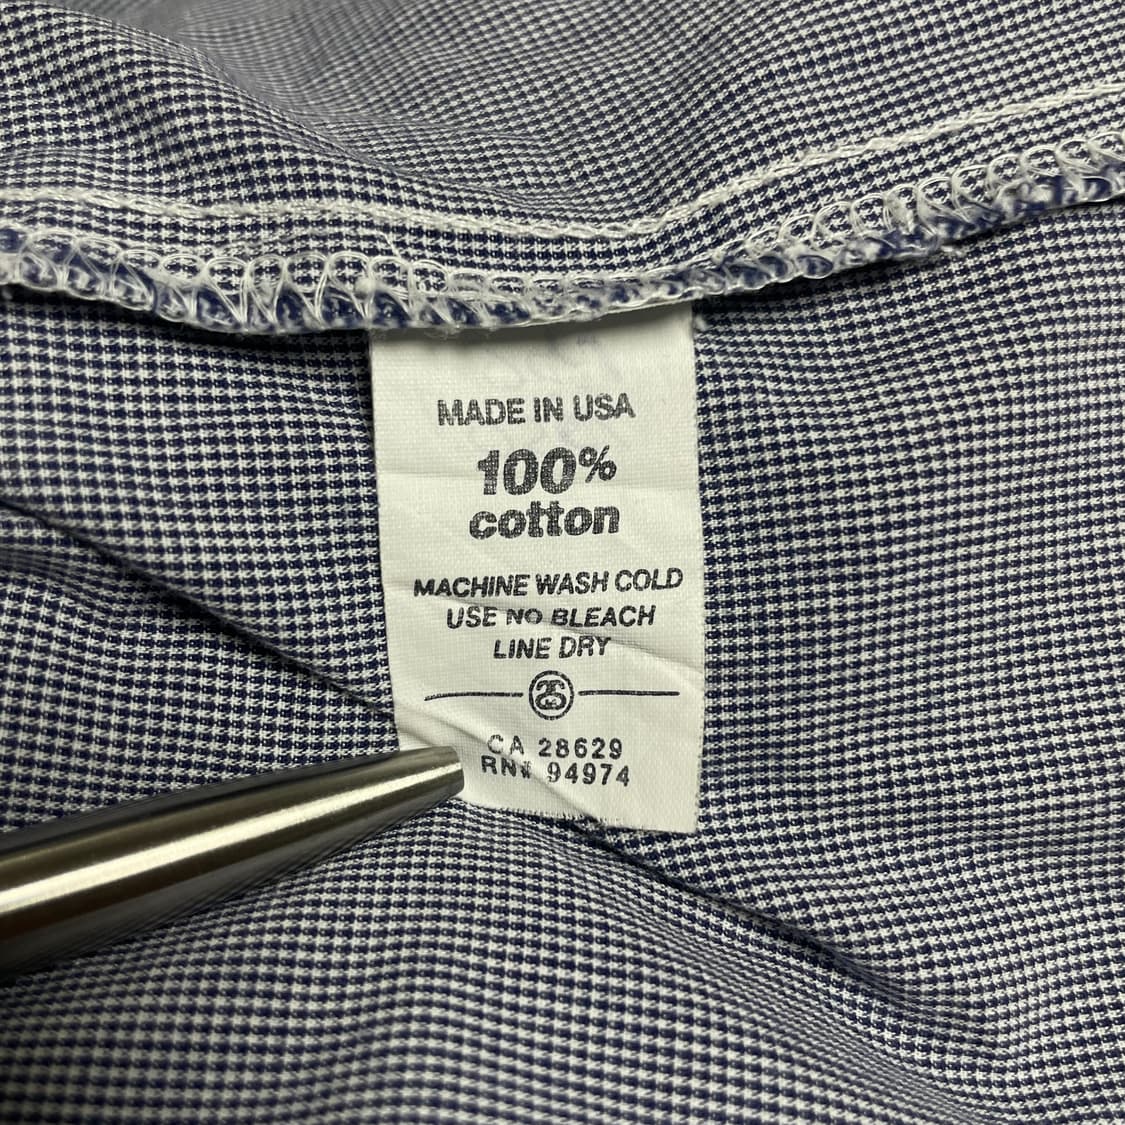 MADE IN USA
100%
cotton
MACHINE WASH COLD
USE NO BLEACH
LINE DRY
CA 28629
RN# 94974